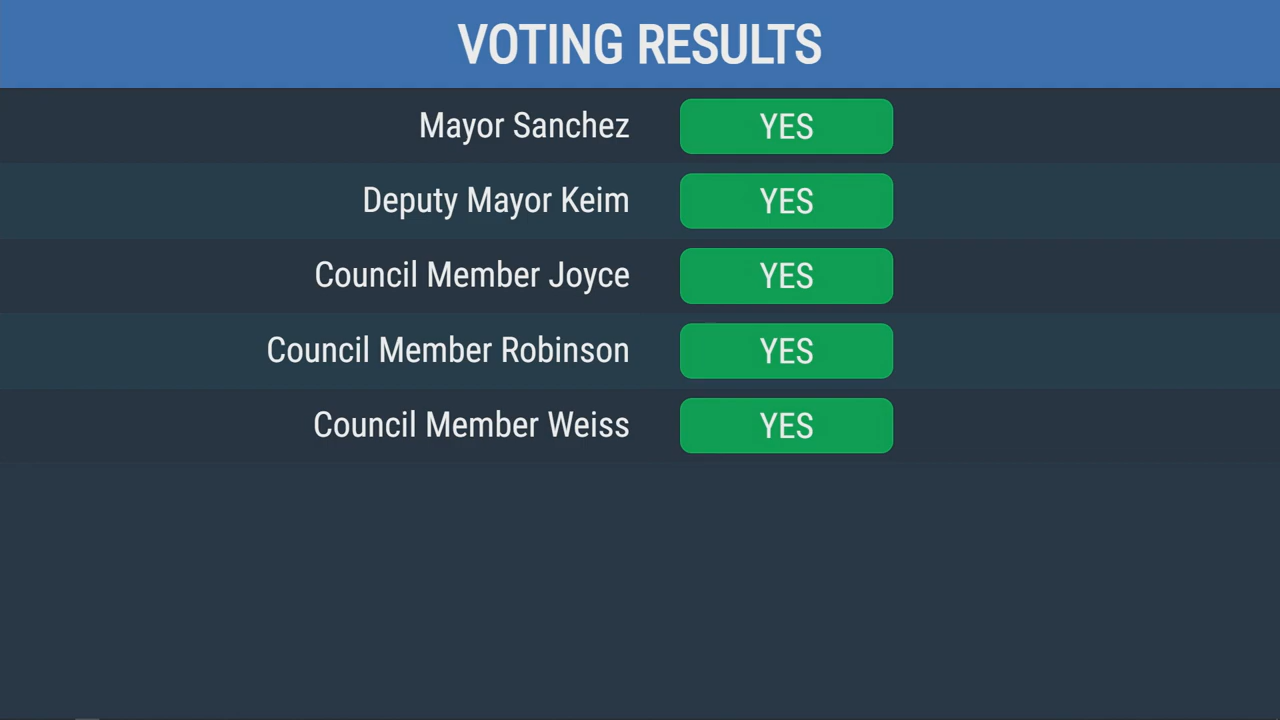 VOTING RESULTS
Mayor Sanchez YES
Deputy Mayor Keim YES
Council Member Joyce YES
Council Member Robinson YES
Council Member Weiss YES